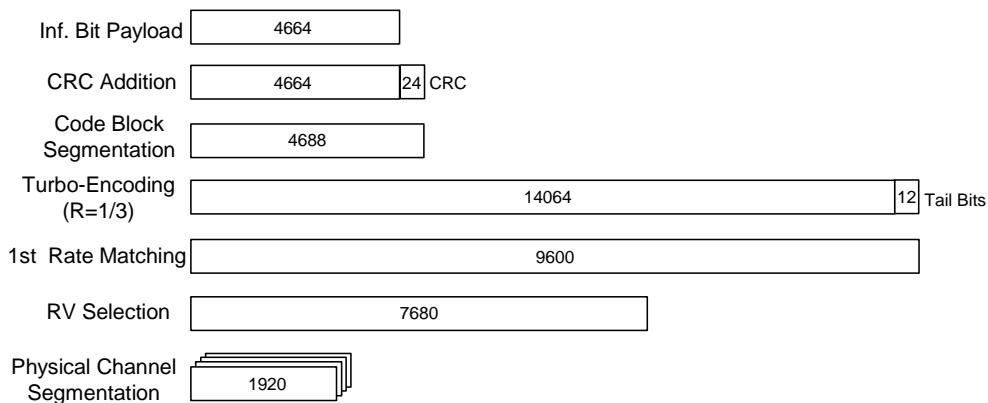 Inf. Bit Payload 4664
CRC Addition 4664 24 CRC
Code Block
Segmentation 4688
Turbo-Encoding
(R=1/3) 14064 12 Tail Bits
1st Rate Matching 9600
RV Selection 7680
Physical Channel
Segmentation 1920